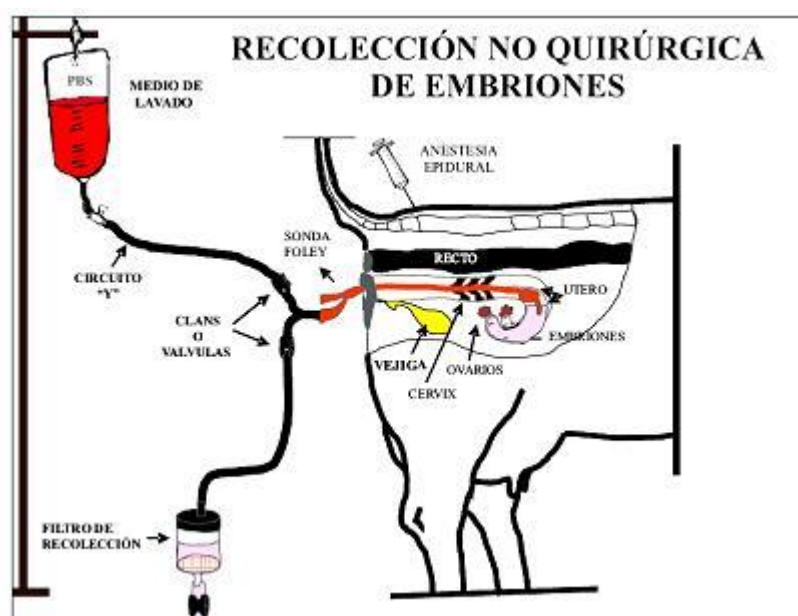 RECOLECCIÓN NO QUIRÚRGICA
DE EMBRIONES
PBS
MEDIO DE
LAVADO
ANESTESIA
EPIDURAL
SONDA
FOLEY
RECTO
CIRCUITO
"Y"
UTERO
CLANS
O
VALVULAS
EMBRIONES
VEJIGA
OVARIOS
CERVIX
FILTRO DE
RECOLECCIÓN